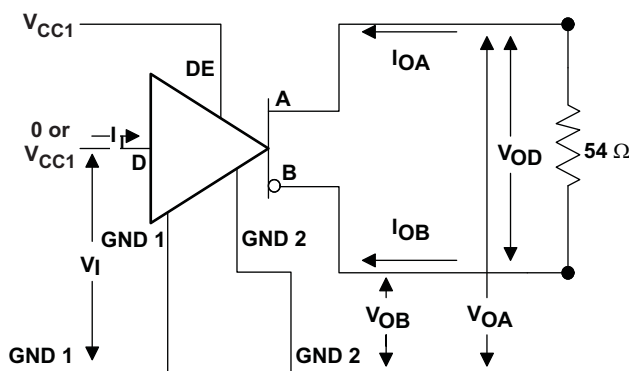 VCC1
DE
IOA
A
0 or
VCC1
II
D
B
VOD
54 Ω
GND 1
GND 2
IOB
VI
VOB
VOA
GND 1
GND 2